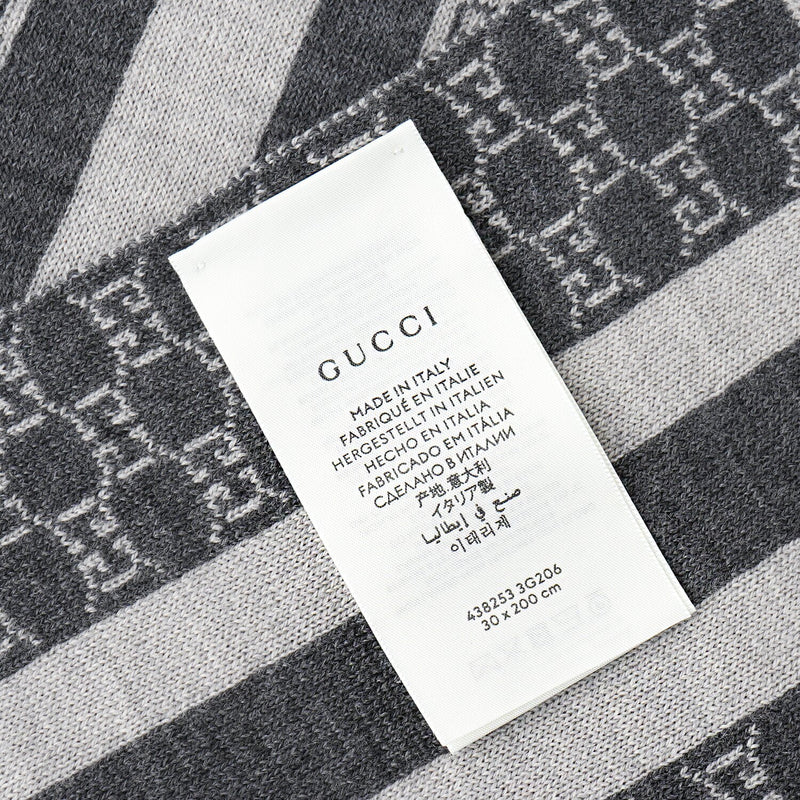 GUCCI
MADE IN ITALY
FABRIQUÉ EN ITALIE
HERGESTELLT IN ITALIEN
HECHO EN ITALIA
FABRICADO EM ITÁLIA
СДЕЛАНО В ИТАЛИИ
产地,意大利
イタリア製
صنع في إيطاليا
이태리제
438253 3G206
30 x 200 cm